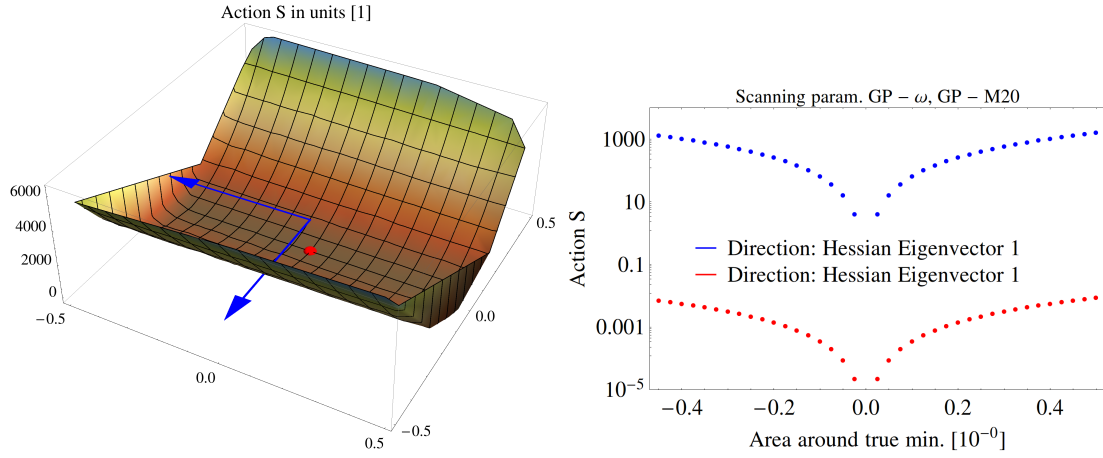 Action S in units [1]
6000
4000
2000
0
−0.5
0.0
0.5
−0.5
0.0
0.5
Scanning param. GP − ω, GP − M20
Action S
1000
10
0.1
0.001
10^{−5}
Direction: Hessian Eigenvector 1
Direction: Hessian Eigenvector 1
−0.4 −0.2 0.0 0.2 0.4
Area around true min. [10^{−0}]